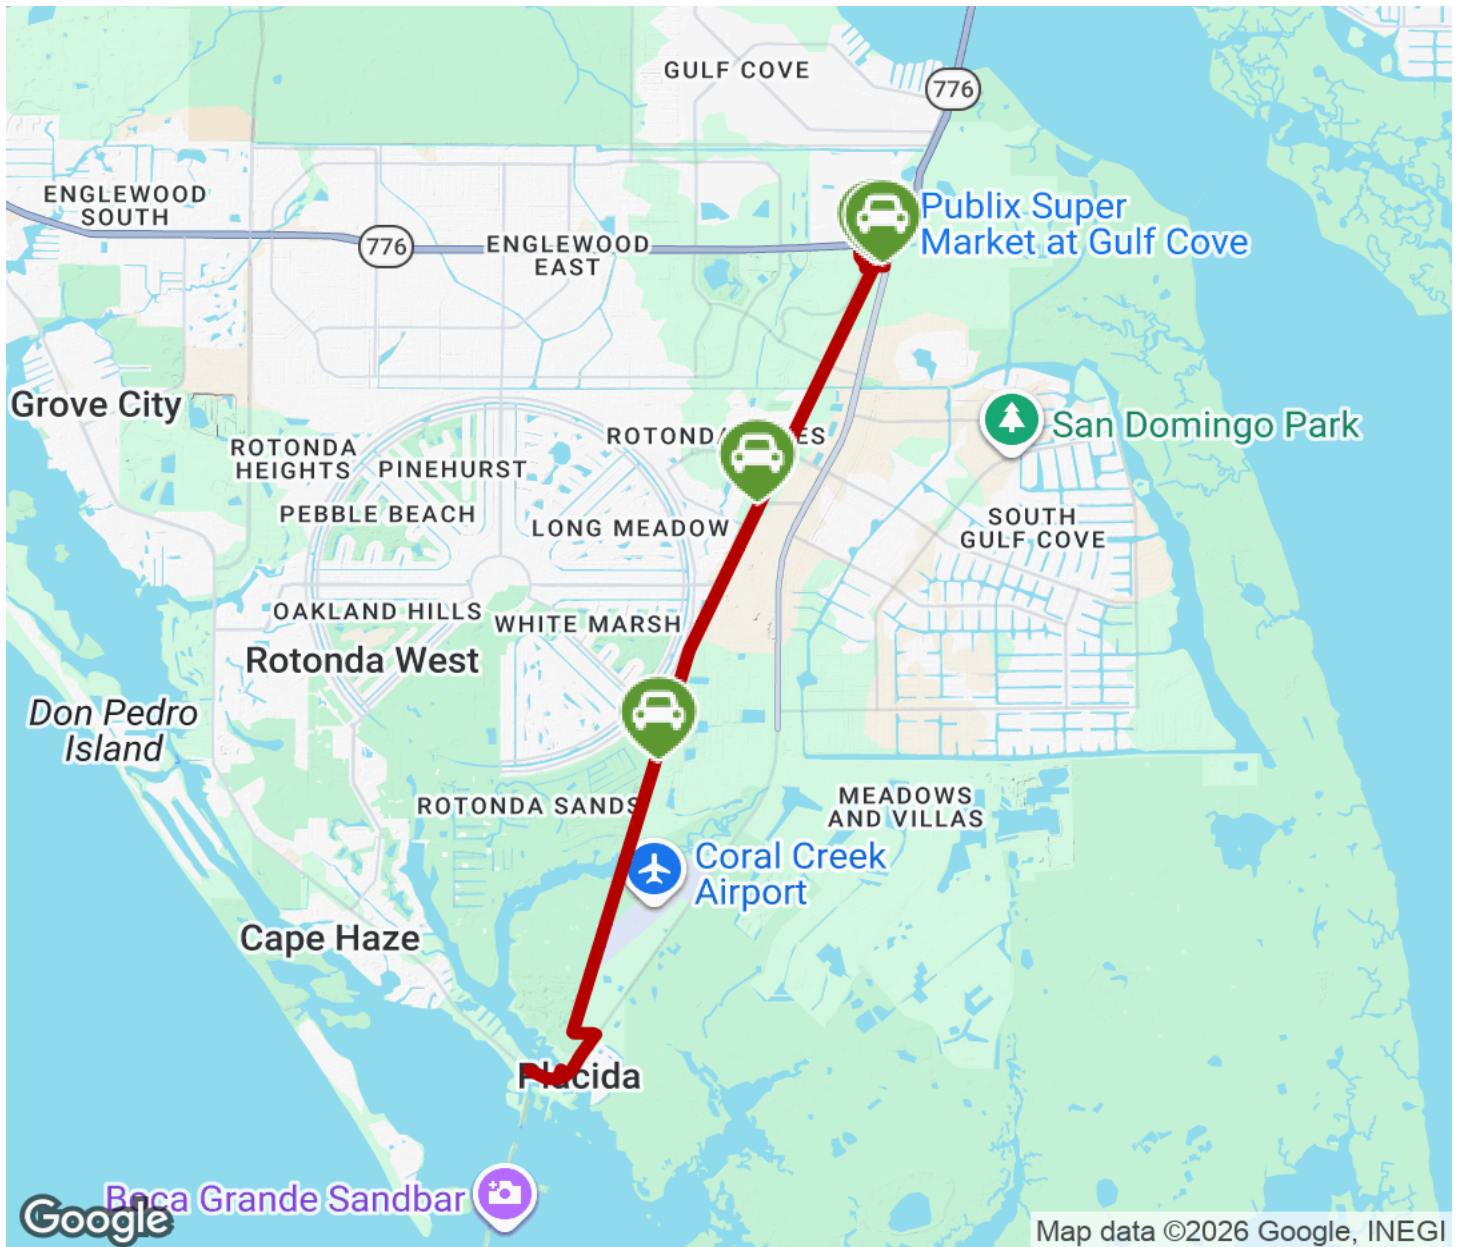 GULF COVE
776
ENGLEWOOD
SOUTH
Publix Super
Market at Gulf Cove
776
ENGLEWOOD
EAST
Grove City
San Domingo Park
ROTONDA
HEIGHTS
PINEHURST
PEBBLE BEACH
LONG MEADOW
SOUTH
GULF COVE
OAKLAND HILLS
WHITE MARSH
Rotonda West
Don Pedro
Island
ROTONDA SANDS
MEADOWS
AND VILLAS
Coral Creek
Airport
Cape Haze
Placida
Boca Grande Sandbar
Google
Map data ©2026 Google, INEGI